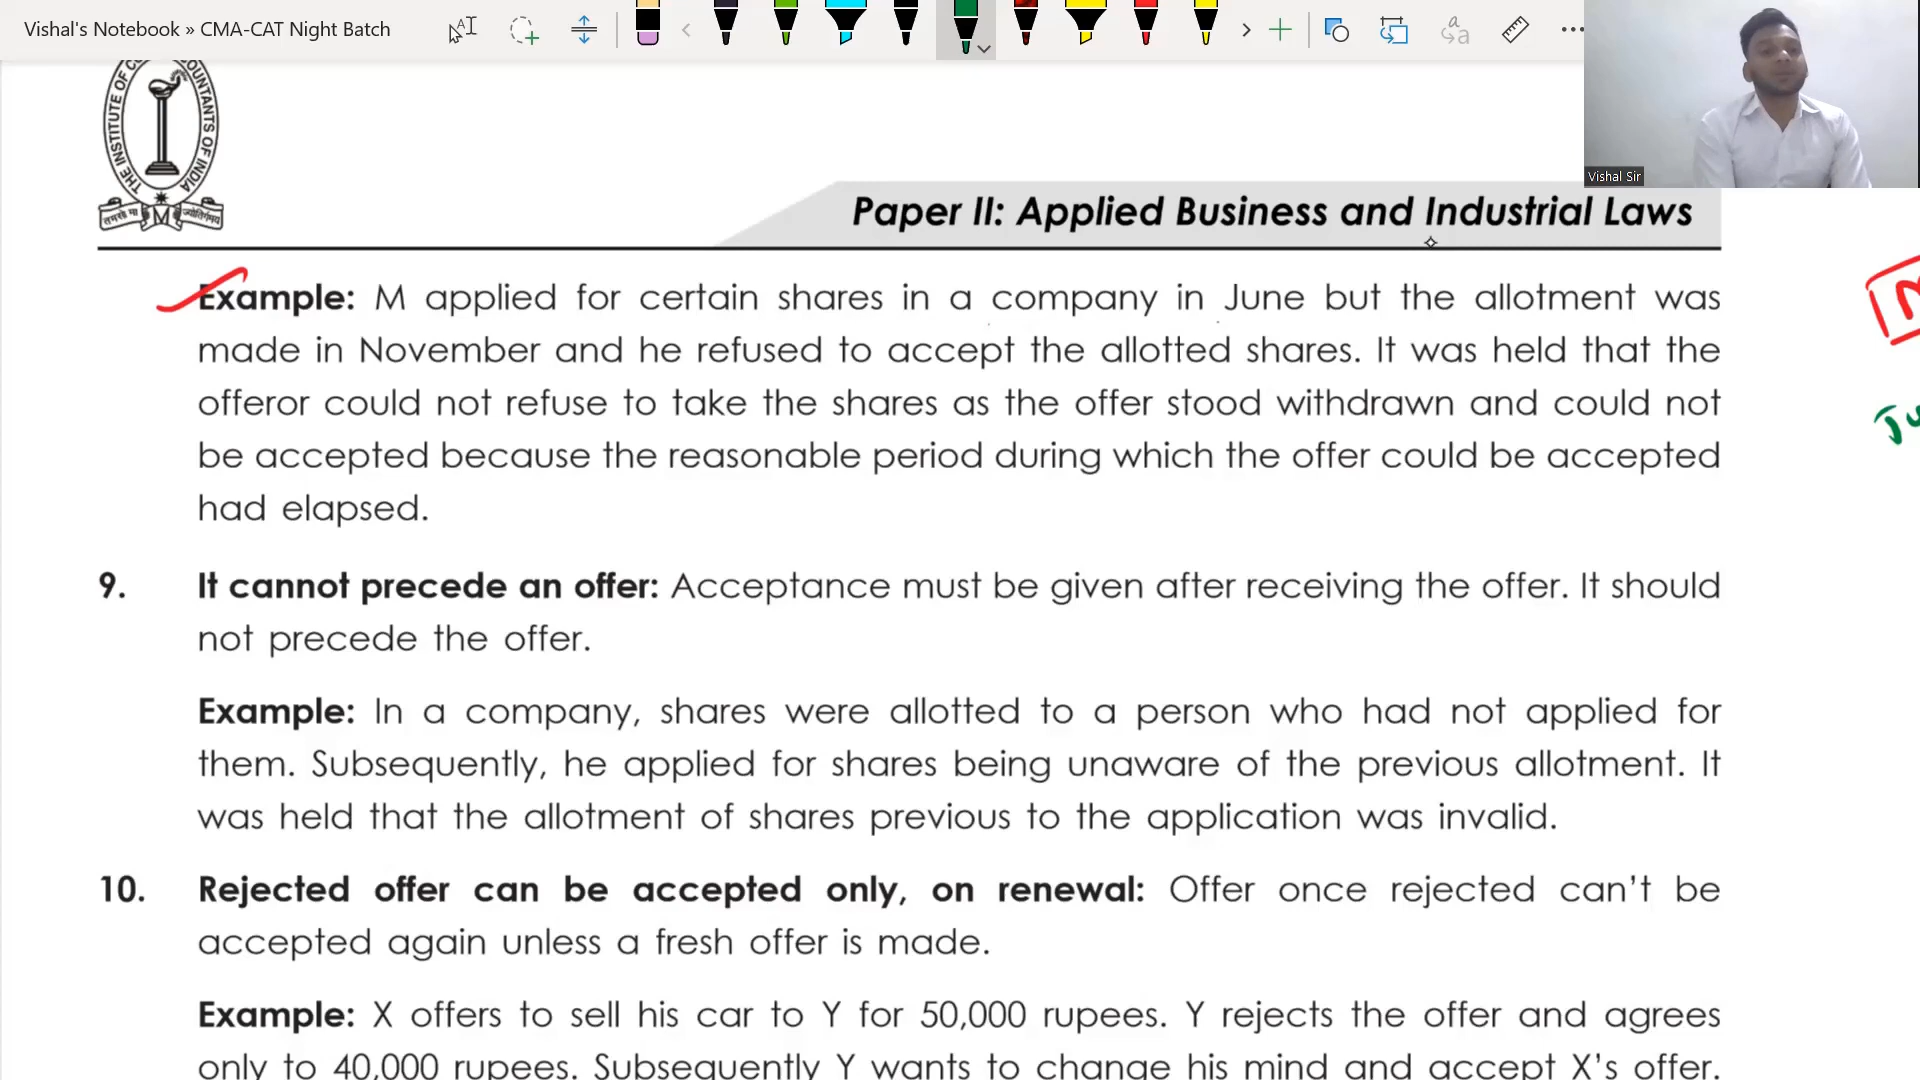 Vishal's Notebook » CMA-CAT Night Batch
Vishal Sir
THE INSTITUTE OF C OUNTANTS OF INDIA
M
Paper II: Applied Business and Industrial Laws
Example: M applied for certain shares in a company in June but the allotment was
made in November and he refused to accept the allotted shares. It was held that the
offeror could not refuse to take the shares as the offer stood withdrawn and could not
be accepted because the reasonable period during which the offer could be accepted
had elapsed.
9. It cannot precede an offer: Acceptance must be given after receiving the offer. It should
not precede the offer.
Example: In a company, shares were allotted to a person who had not applied for
them. Subsequently, he applied for shares being unaware of the previous allotment. It
was held that the allotment of shares previous to the application was invalid.
10. Rejected offer can be accepted only, on renewal: Offer once rejected can't be
accepted again unless a fresh offer is made.
Example: X offers to sell his car to Y for 50,000 rupees. Y rejects the offer and agrees
only to 40,000 rupees. Subsequently Y wants to change his mind and accept X's offer.